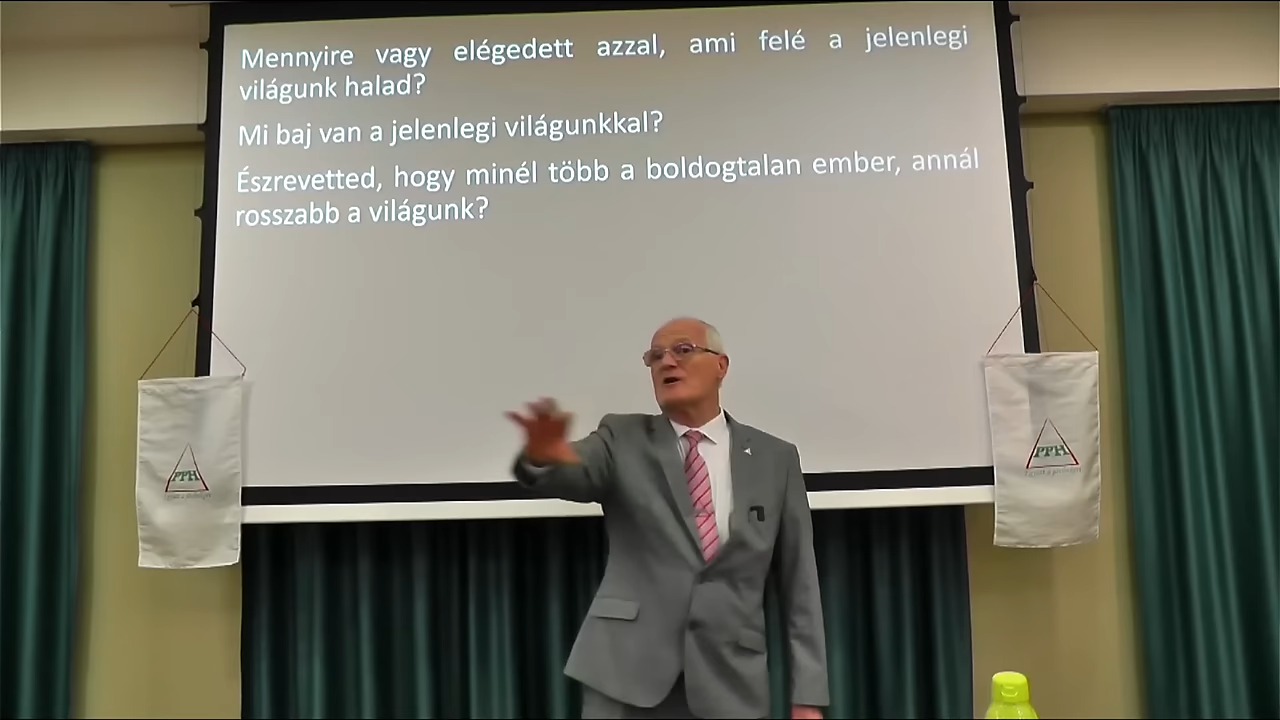 Mennyire vagy elégedett azzal, ami felé a jelenlegi
világunk halad?
Mi baj van a jelenlegi világunkkal?
Észrevetted, hogy minél több a boldogtalan ember, annál
rosszabb a világunk?
PPH
PPH